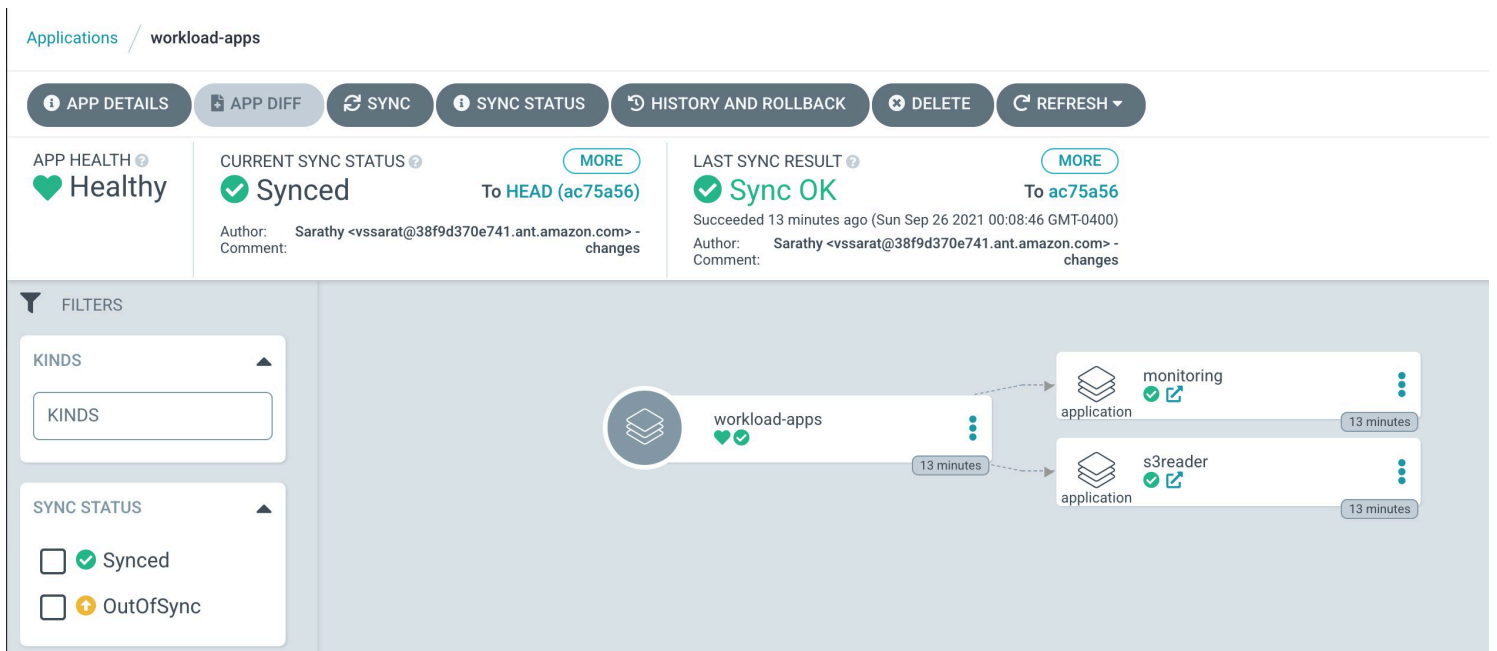 Applications / workload-apps
APP DETAILS APP DIFF SYNC SYNC STATUS HISTORY AND ROLLBACK DELETE REFRESH
APP HEALTH
Healthy
CURRENT SYNC STATUS MORE
Synced To HEAD (ac75a56)
Author: Sarathy <vssarat@38f9d370e741.ant.amazon.com> -
Comment: changes
LAST SYNC RESULT MORE
Sync OK To ac75a56
Succeeded 13 minutes ago (Sun Sep 26 2021 00:08:46 GMT-0400)
Author: Sarathy <vssarat@38f9d370e741.ant.amazon.com> -
Comment: changes
FILTERS
KINDS
KINDS
SYNC STATUS
Synced
OutOfSync
workload-apps
13 minutes
monitoring
application
13 minutes
s3reader
application
13 minutes